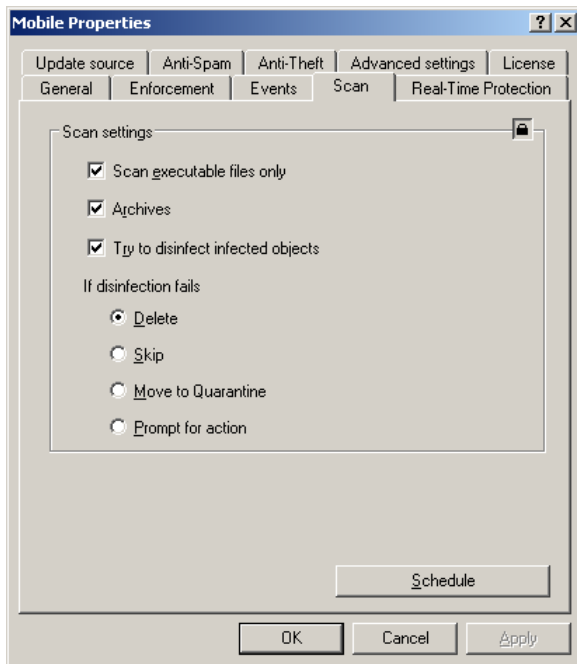 Mobile Properties
Update source Anti-Spam Anti-Theft Advanced settings License
General Enforcement Events Scan Real-Time Protection
Scan settings
Scan executable files only
Archives
Try to disinfect infected objects
If disinfection fails
Delete
Skip
Move to Quarantine
Prompt for action
Schedule
OK Cancel Apply